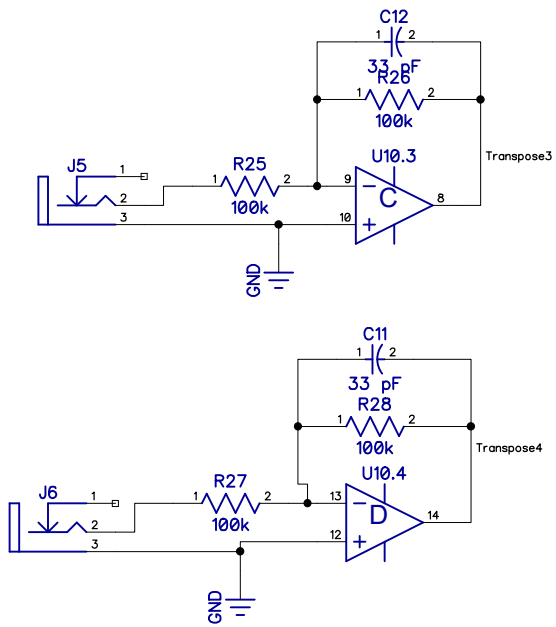 C12
1 2
33 pF
R26
1 2
100k
U10.3
Transpose3
J5
1
R25
1 2
9
−
C
2
100k
8
3
10
+
GND
C11
1 2
33 pF
R28
1 2
100k
Transpose4
U10.4
J6
1
R27
1 2
13
−
D
2
100k
14
3
12
+
GND